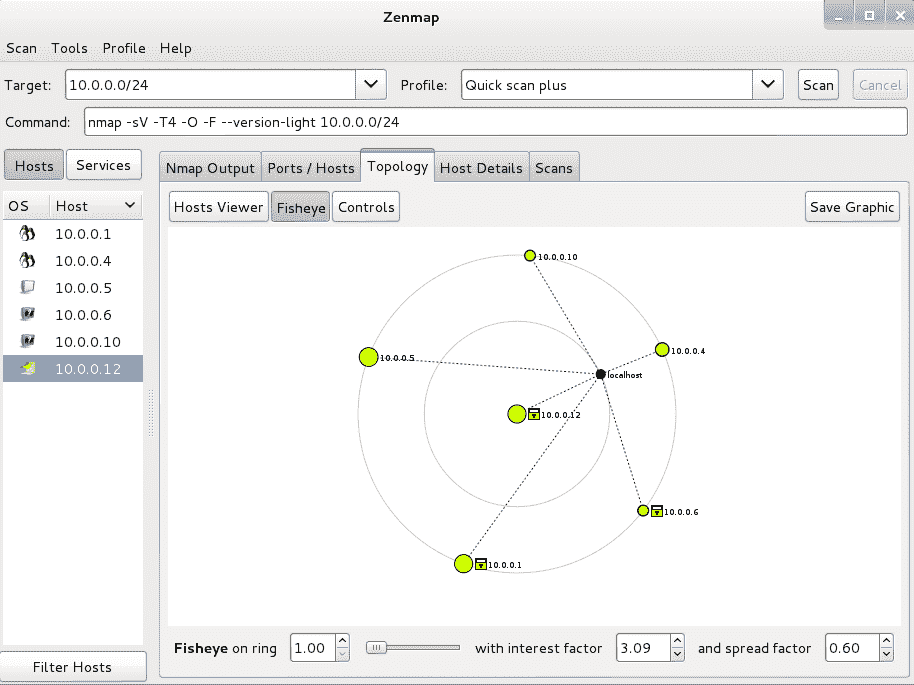 Zenmap
Scan Tools Profile Help
Target: 10.0.0.0/24 Profile: Quick scan plus Scan Cancel
Command: nmap -sV -T4 -O -F --version-light 10.0.0.0/24
Hosts Services
Nmap Output Ports / Hosts Topology Host Details Scans
OS Host
10.0.0.1
10.0.0.4
10.0.0.5
10.0.0.6
10.0.0.10
10.0.0.12
Hosts Viewer Fisheye Controls Save Graphic
10.0.0.10
10.0.0.4
10.0.0.5
localhost
10.0.0.12
10.0.0.6
10.0.0.1
Fisheye on ring 1.00 with interest factor 3.09 and spread factor 0.60
Filter Hosts